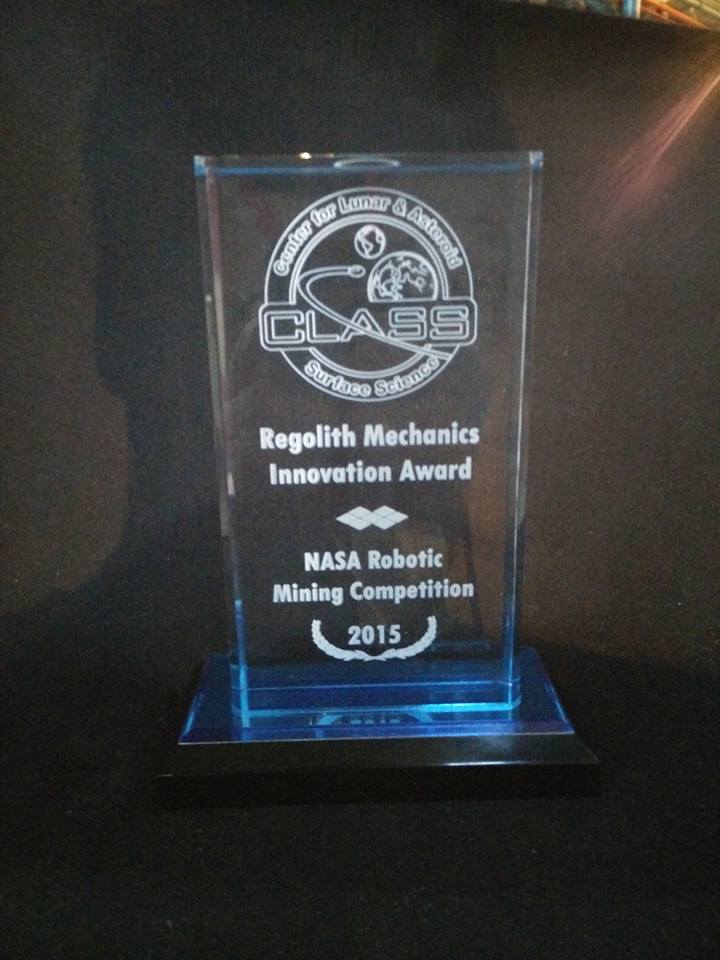 Center for Lunar & Asteroid
CLASS
Surface Science
Regolith Mechanics
Innovation Award
NASA Robotic
Mining Competition
2015